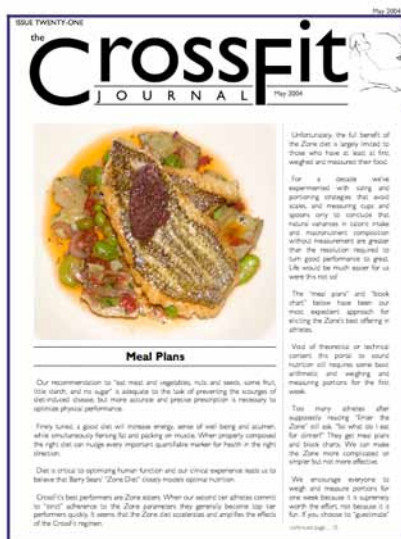 May 2004
ISSUE TWENTY-ONE
the
CrossFit
JOURNAL
May 2004
Meal Plans
Our recommendation to "eat meat and vegetables, nuts and seeds, some fruit,
little starch, and no sugar" is adequate to the task of preventing the scourges of
diet-induced disease, but more accurate and precise prescription is necessary to
optimize physical performance.
Finely tuned, a good diet will increase energy, sense of well being and acumen,
while simultaneously flensing fat and packing on muscle. When properly composed
the right diet can nudge every important quantifiable marker for health in the right
direction.
Diet is critical to optimizing human function and our clinical experience leads us to
believe that Barry Sears' "Zone Diet" closely models optimal nutrition.
CrossFit's best performers are Zone eaters. When our second tier athletes commit
to "strict" adherence to the Zone parameters they generally become top tier
performers quickly. It seems that the Zone diet accelerates and amplifies the effects
of the CrossFit regimen.
Unfortunately, the full benefit of
the Zone diet is largely limited to
those who have at least at first
weighed and measured their food.
For a decade we've
experimented with sizing and
portioning strategies that avoid
scales, and measuring cups and
spoons only to conclude that
natural variances in caloric intake
and macronutrient composition
without measurement are greater
than the resolution required to
turn good performance to great.
Life would be much easier for us
were this not so!
The "meal plans" and "block
chart" below have been our
most expedient approach for
eliciting the Zone's best offering in
athletes.
Void of theoretical or technical
content this portal to sound
nutrition still requires some basic
arithmetic and weighing and
measuring portions for the first
week.
Too many athletes after
supposedly reading "Enter the
Zone" still ask, "So what do I eat
for dinner?" They get meal plans
and block charts. We can make
the Zone more complicated or
simpler but not more effective.
We encourage everyone to
weigh and measure portions for
one week because it is supremely
worth the effort, not because it is
fun. If you choose to "guesstimate"
continued page ...